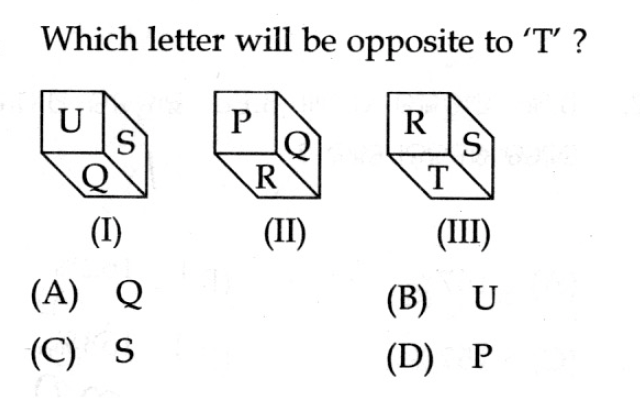 Which letter will be opposite to ‘T’ ?
U S Q P Q R R S T
(I) (II) (III)
(A) Q (B) U
(C) S (D) P